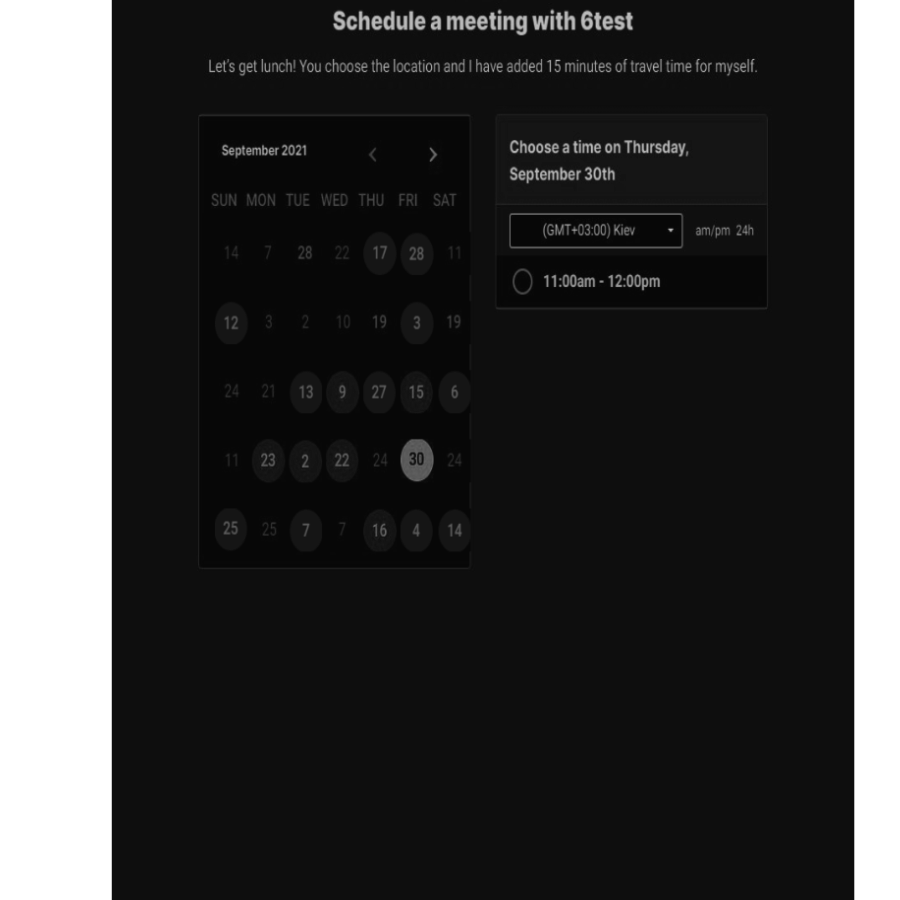 Schedule a meeting with 6test
Let's get lunch! You choose the location and I have added 15 minutes of travel time for myself.
September 2021
SUN MON TUE WED THU FRI SAT
14 7 28 22 17 28 11
12 3 2 10 19 3 19
24 21 13 9 27 15 6
11 23 2 22 24 30 24
25 25 7 7 16 4 14
Choose a time on Thursday,
September 30th
(GMT+03:00) Kiev am/pm 24h
11:00am - 12:00pm